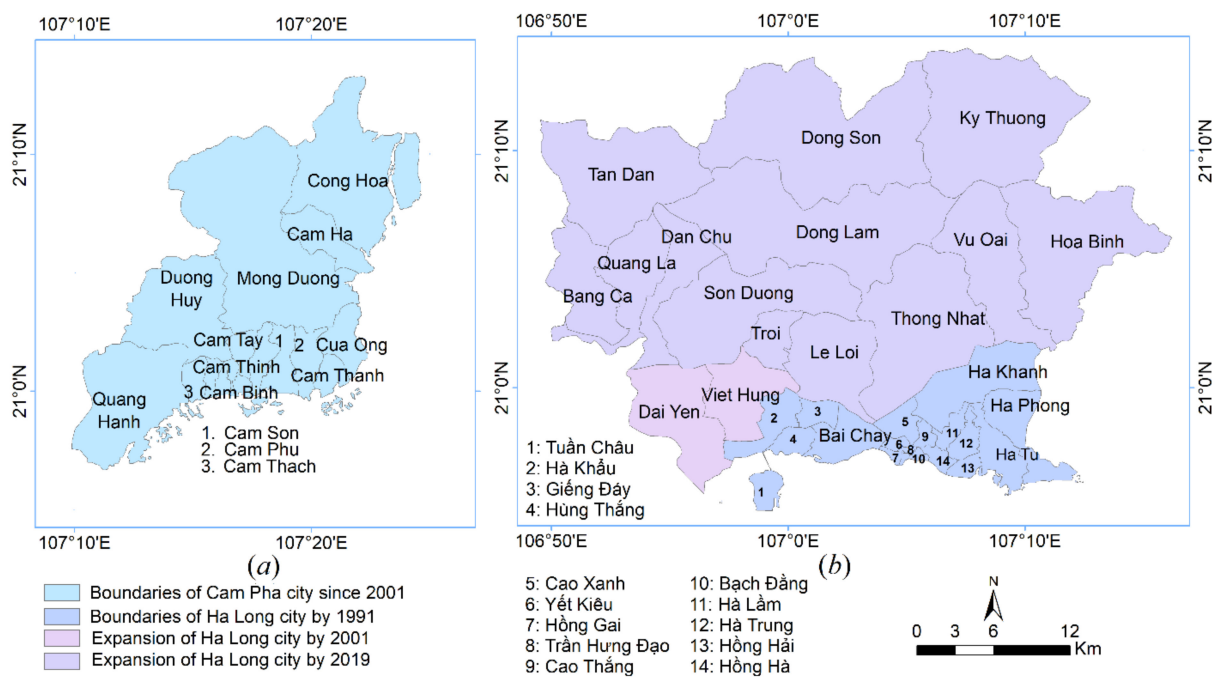 107°10'E
107°20'E
106°50'E
107°0'E
107°10'E
21°10'N
21°0'N
21°10'N
21°0'N
21°10'N
21°0'N
Cong Hoa
Cam Ha
Duong
Huy
Mong Duong
Cam Tay
1
2
Cua Ong
Cam Thinh
Cam Thanh
Quang
Hanh
3
Cam Binh
1. Cam Son
2. Cam Phu
3. Cam Thach
107°10'E
107°20'E
(a)
Ky Thuong
Dong Son
Tan Dan
Dan Chu
Dong Lam
Vu Oai
Hoa Binh
Quang La
Bang Ca
Son Duong
Thong Nhat
Troi
Le Loi
Ha Khanh
Viet Hung
Dai Yen
Ha Phong
2
3
4
Bai Chay
5
9
11
12
6
8
7
10
14
13
Ha Tu
1
1: Tuần Châu
2: Hà Khẩu
3: Giếng Đáy
4: Hùng Thắng
106°50'E
107°0'E
107°10'E
(b)
Boundaries of Cam Pha city since 2001
Boundaries of Ha Long city by 1991
Expansion of Ha Long city by 2001
Expansion of Ha Long city by 2019
5: Cao Xanh
6: Yết Kiêu
7: Hồng Gai
8: Trần Hưng Đạo
9: Cao Thắng
10: Bạch Đằng
11: Hà Lầm
12: Hà Trung
13: Hồng Hải
14: Hồng Hà
N
0 3 6 12
Km